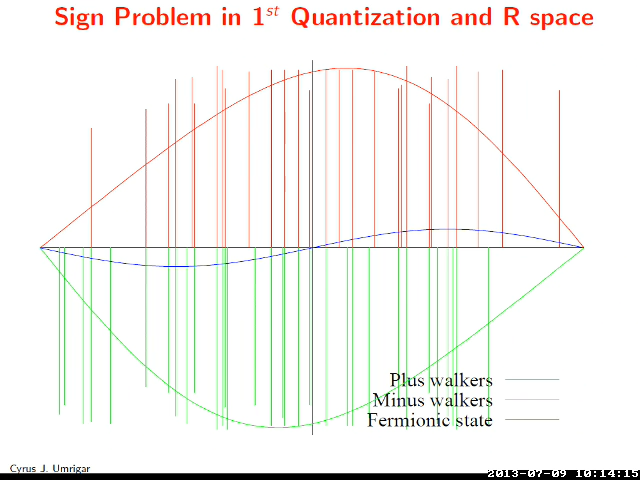 Sign Problem in 1st Quantization and R space
Plus walkers
Minus walkers
Fermionic state
Cyrus J. Umrigar
2013-07-09 10:14:15